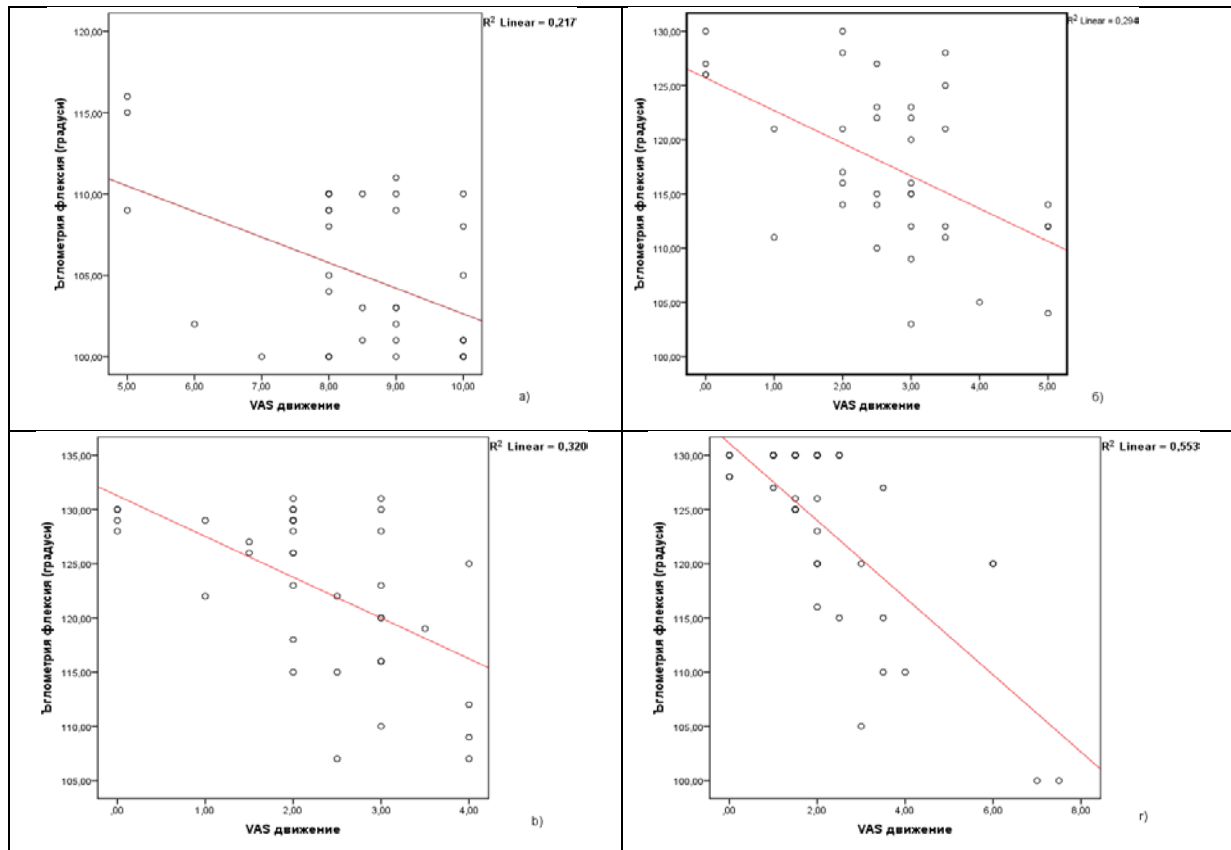 R² Linear = 0,217
Ъглометрия флексия (градуси)
120,00
115,00
110,00
105,00
100,00
5,00 6,00 7,00 8,00 9,00 10,00
VAS движение
а)
R² Linear = 0,294
Ъглометрия флексия (градуси)
130,00
125,00
120,00
115,00
110,00
105,00
,00 1,00 2,00 3,00 4,00 5,00
VAS движение
б)
R² Linear = 0,320
Ъглометрия флексия (градуси)
135,00
130,00
125,00
120,00
115,00
110,00
105,00
,00 1,00 2,00 3,00 4,00
VAS движение
b)
R² Linear = 0,553
Ъгломерия флексия (градуси)
130,00
125,00
120,00
115,00
110,00
105,00
100,00
,00 2,00 4,00 6,00 8,00
VAS движение
г)